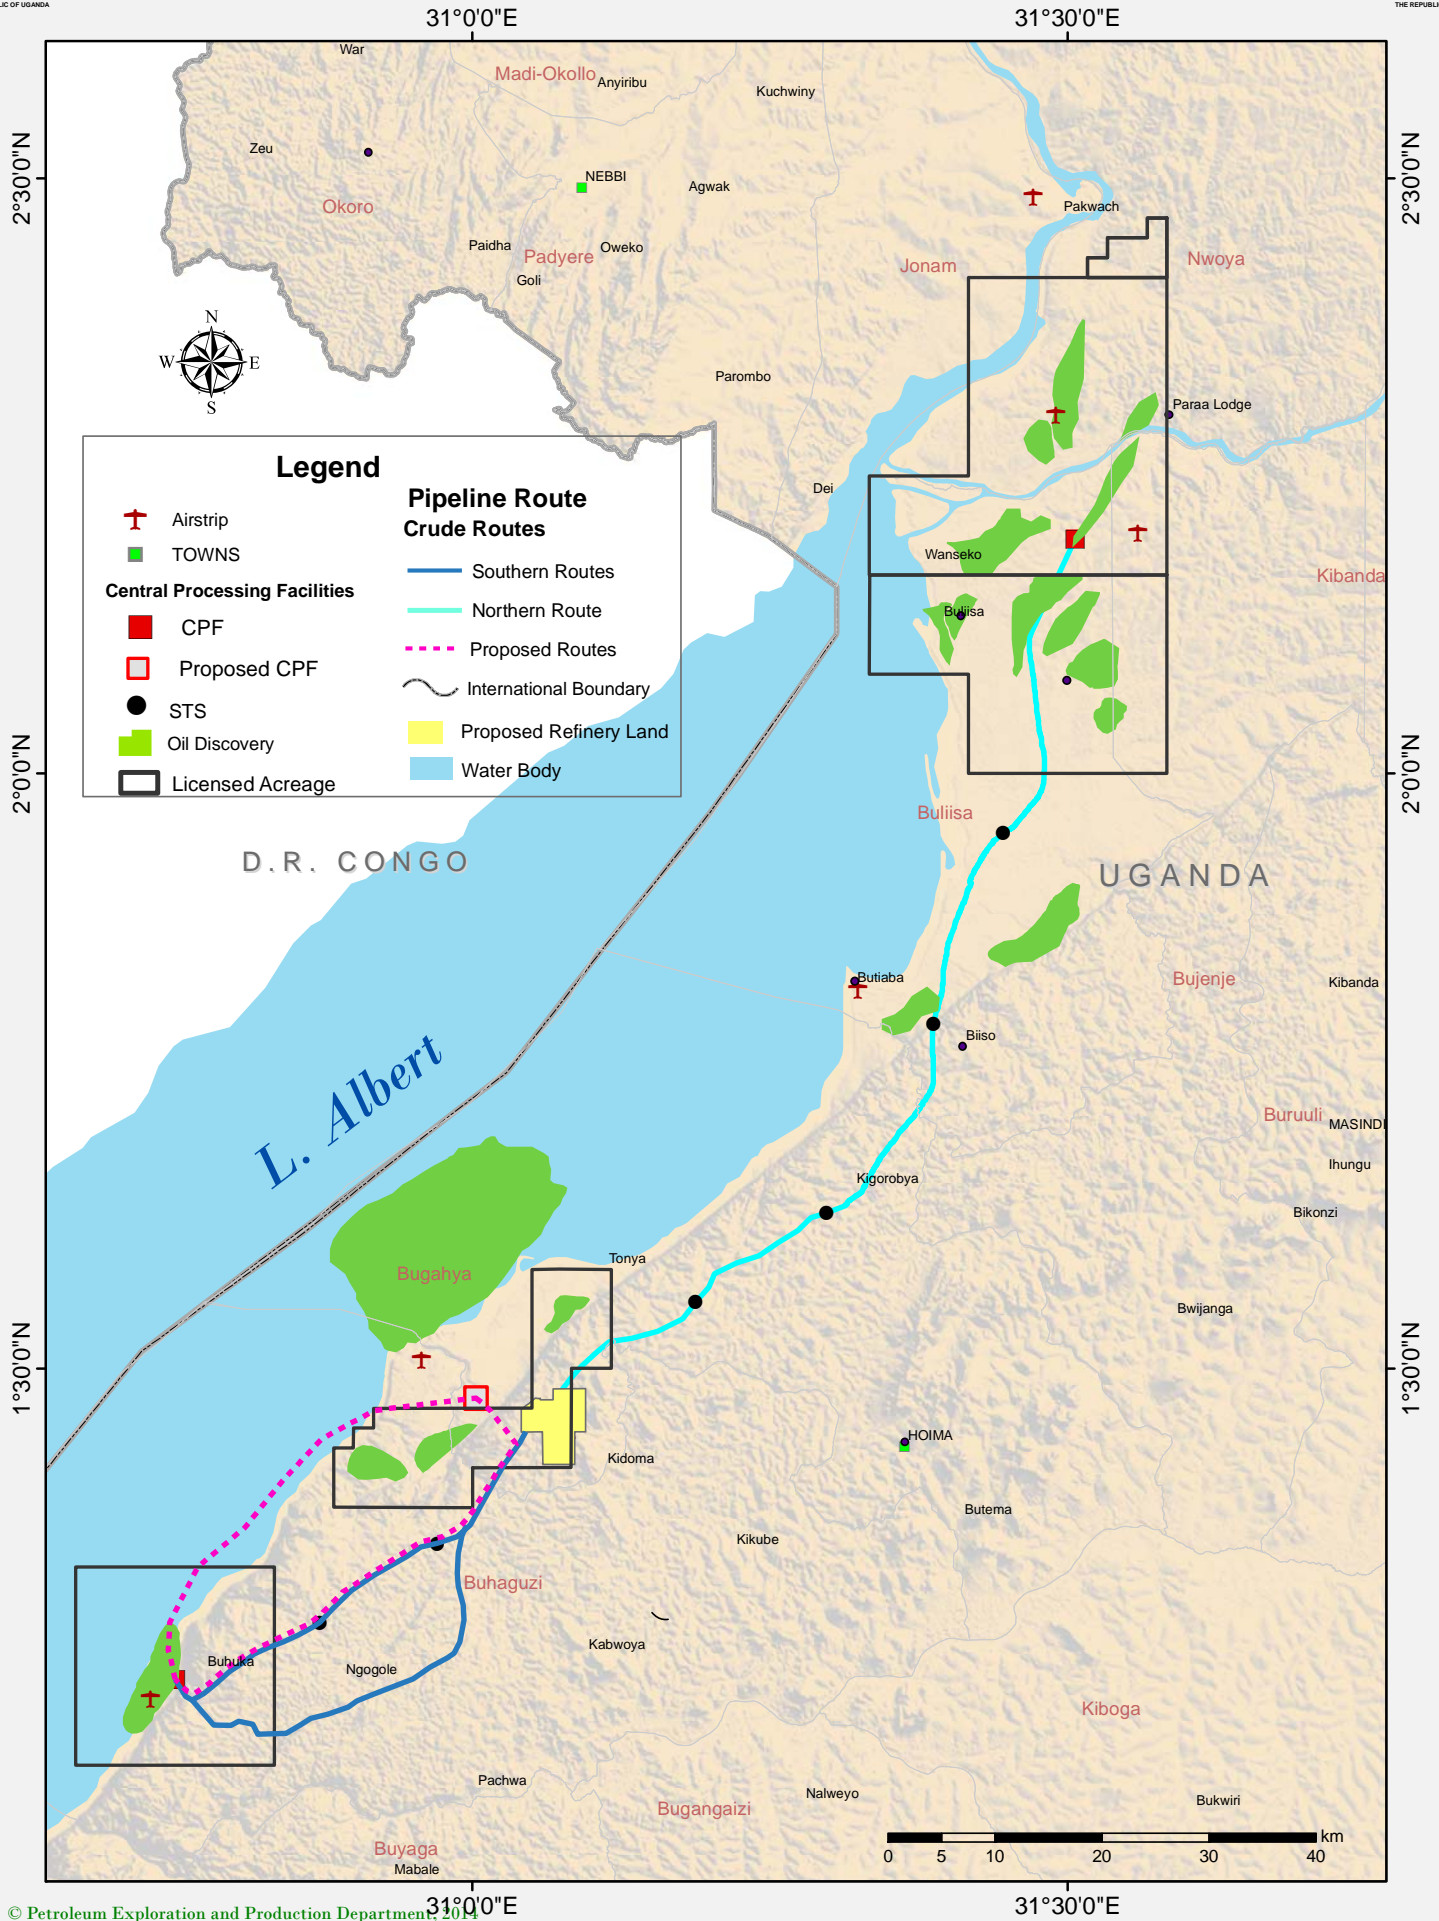 LIC OF UGANDA
THE REPUBLI
31°0'0"E
31°30'0"E
War
Madi-Okollo
Anyiribu
Kuchwiny
Zeu
2°30'0"N
2°30'0"N
NEBBI
Agwak
Okoro
Pakwach
Paidha
Oweko
Padyere
Jonam
Nwoya
Goli
N
W
E
S
Parombo
Paraa Lodge
Legend
Dei
Pipeline Route
Airstrip
Crude Routes
TOWNS
Wanseko
Central Processing Facilities
Southern Routes
Kibanda
CPF
Northern Route
Buliisa
Proposed CPF
Proposed Routes
STS
International Boundary
Oil Discovery
Proposed Refinery Land
Licensed Acreage
Water Body
2°0'0"N
2°0'0"N
Buliisa
D.R. CONGO
UGANDA
Butiaba
Bujenje
Kibanda
Biiso
L. Albert
Buruuli
MASINDI
Ihungu
Kigorobya
Bikonzi
Tonya
Bugahya
Bwijanga
1°30'0"N
1°30'0"N
HOIMA
Kidoma
Butema
Kikube
Buhaguzi
Kabwoya
Buhuka
Ngogole
Kiboga
Pachwa
Nalweyo
Bukwiri
Bugangaizi
km
Buyaga
0 5 10 20 30 40
Mabale
31°0'0"E
31°30'0"E
© Petroleum Exploration and Production Department, 2014